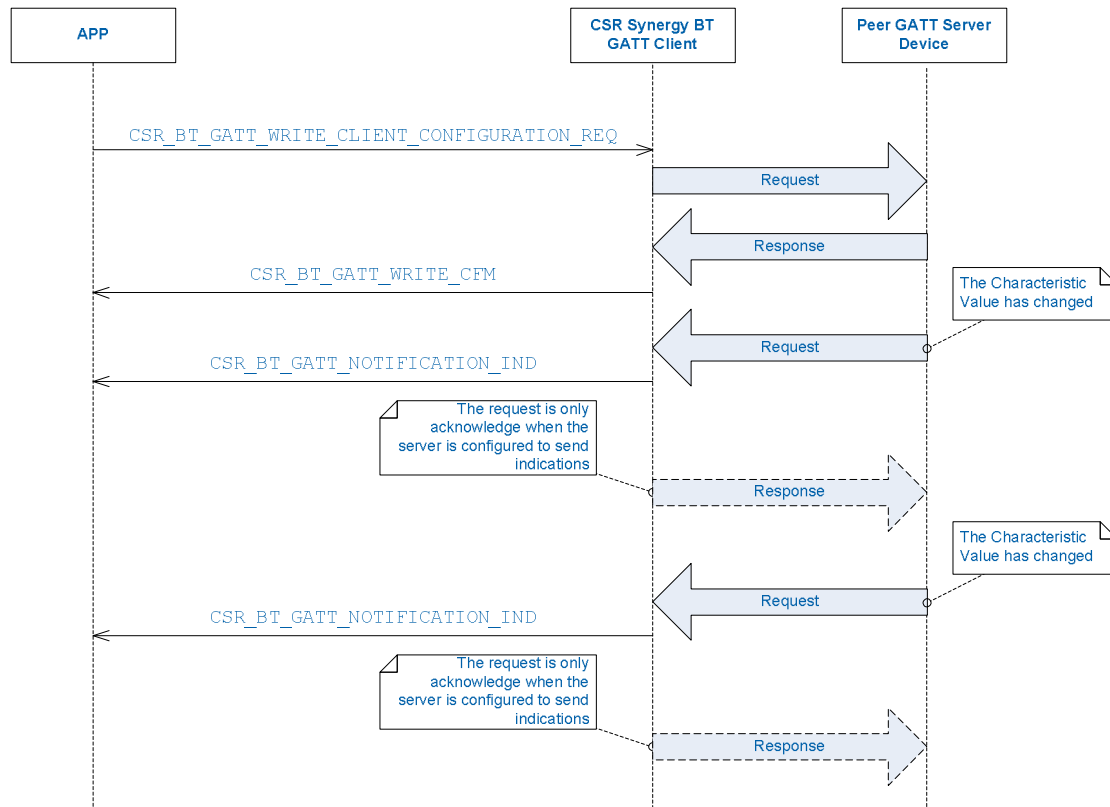 APP
CSR Synergy BT
GATT Client
Peer GATT Server
Device
CSR_BT_GATT_WRITE_CLIENT_CONFIGURATION_REQ
Request
Response
CSR_BT_GATT_WRITE_CFM
The Characteristic
Value has changed
Request
CSR_BT_GATT_NOTIFICATION_IND
The request is only
acknowledge when the
server is configured to send
indications
Response
The Characteristic
Value has changed
Request
CSR_BT_GATT_NOTIFICATION_IND
The request is only
acknowledge when the
server is configured to send
indications
Response